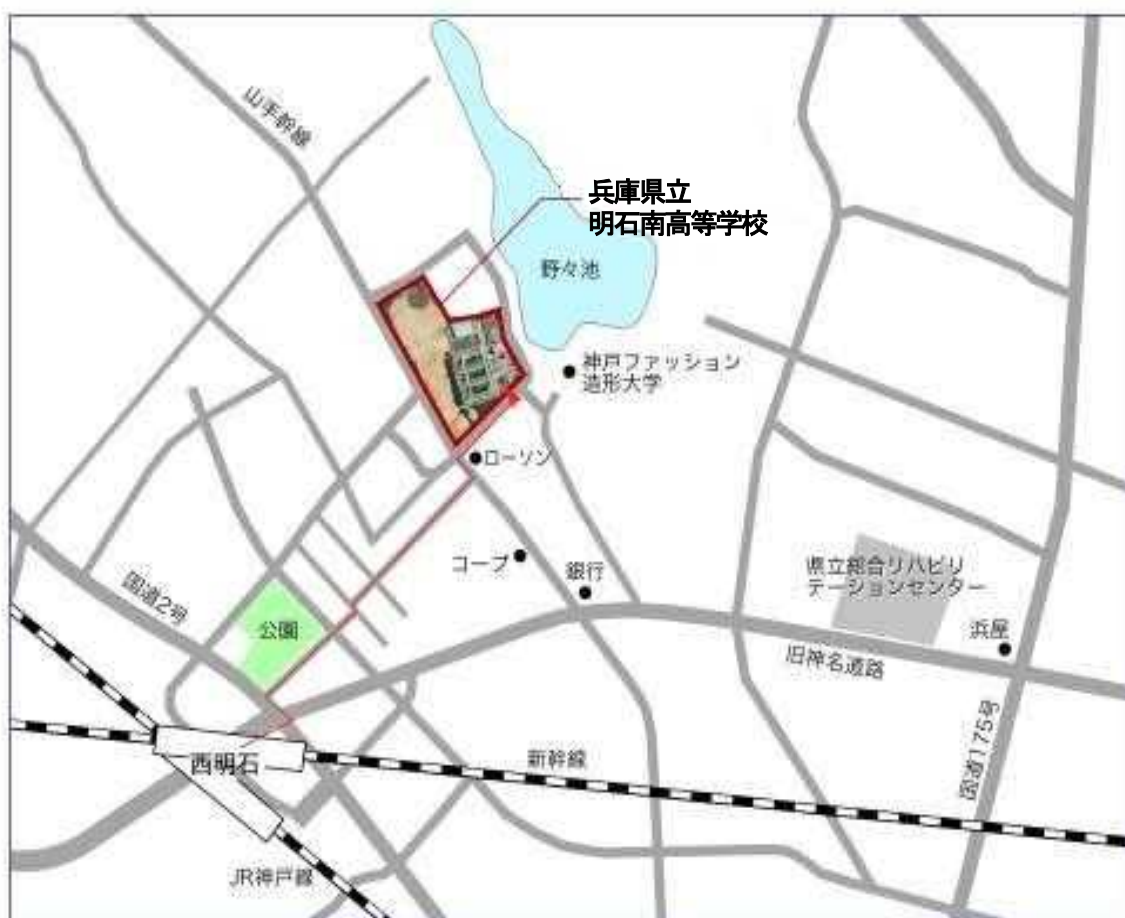 山手幹線
兵庫県立
明石南高等学校
野々池
神戸ファッション
造形大学
ローソン
コープ
銀行
県立総合リハビリ
テーションセンター
国道2号
公園
浜屋
旧神名道路
国道175号
新幹線
西明石
JR神戸線